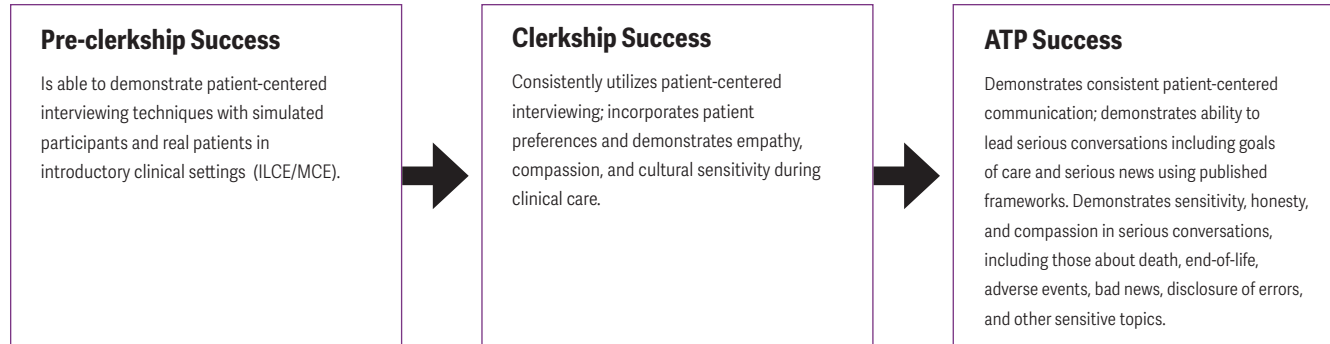 Pre-clerkship Success
Is able to demonstrate patient-centered
interviewing techniques with simulated
participants and real patients in
introductory clinical settings (ILCE/MCE).
Clerkship Success
Consistently utilizes patient-centered
interviewing; incorporates patient
preferences and demonstrates empathy,
compassion, and cultural sensitivity during
clinical care.
ATP Success
Demonstrates consistent patient-centered
communication; demonstrates ability to
lead serious conversations including goals
of care and serious news using published
frameworks. Demonstrates sensitivity, honesty,
and compassion in serious conversations,
including those about death, end-of-life,
adverse events, bad news, disclosure of errors,
and other sensitive topics.